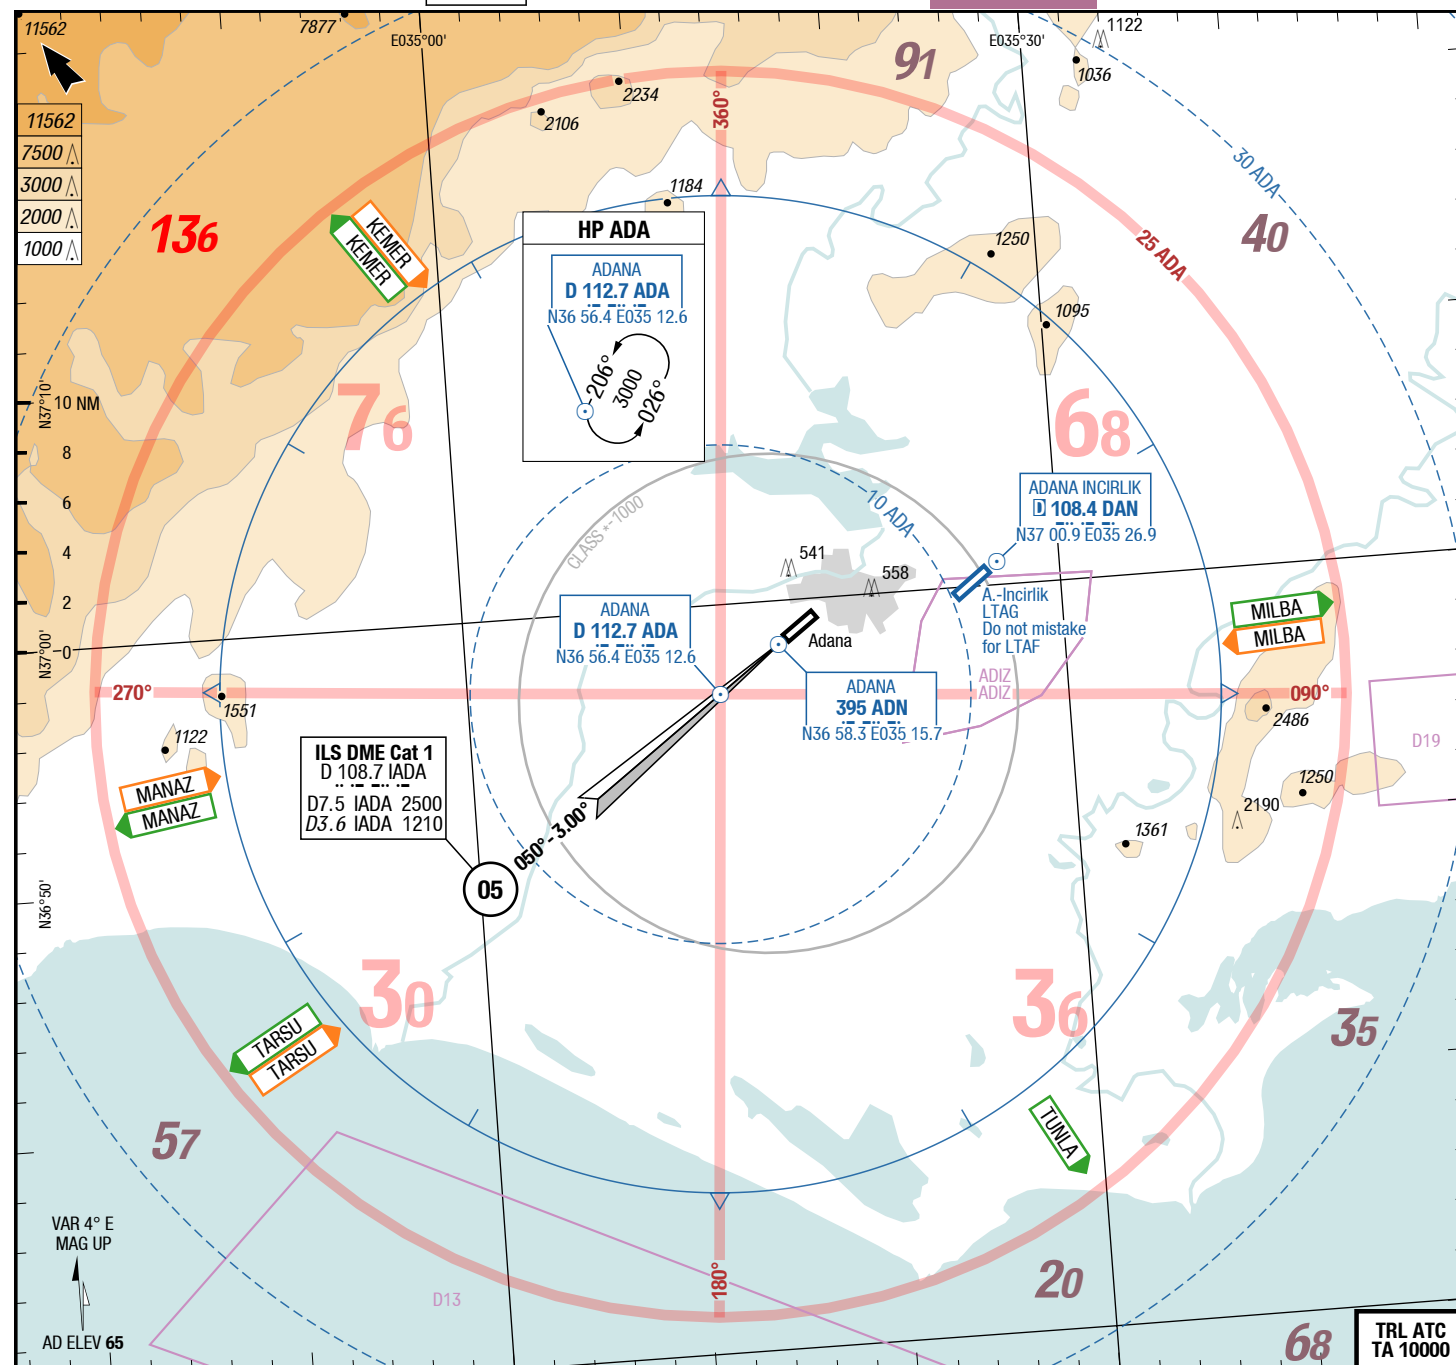 11562
7877
E035°00'
E035°30'
1122
91
1036
11562
7500
3000
2000
1000
2234
2106
360°
30 ADA
136
KEMER
KEMER
1184
HP ADA
ADANA
D 112.7 ADA
N36 56.4 E035 12.6
206°
3000
026°
1250
25 ADA
40
1095
N37°10'
10 NM
8
6
4
2
0
N37°00'
76
68
CLASS *-1000
10 ADA
ADANA INCIRLIK
D 108.4 DAN
N37 00.9 E035 26.9
541
558
A.-Incirlik
LTAG
Do not mistake
for LTAF
ADANA
D 112.7 ADA
N36 56.4 E035 12.6
Adana
MILBA
MILBA
270°
ADANA
395 ADN
N36 58.3 E035 15.7
ADIZ
ADIZ
090°
1551
1122
2486
D19
ILS DME Cat 1
D 108.7 IADA
D7.5 IADA 2500
D3.6 IADA 1210
MANAZ
MANAZ
1250
2190
1361
050°- 3.00°
05
N36°50'
30
36
35
TARSU
TARSU
TUNLA
57
VAR 4° E
MAG UP
D13
180°
20
AD ELEV 65
68
TRL ATC
TA 10000